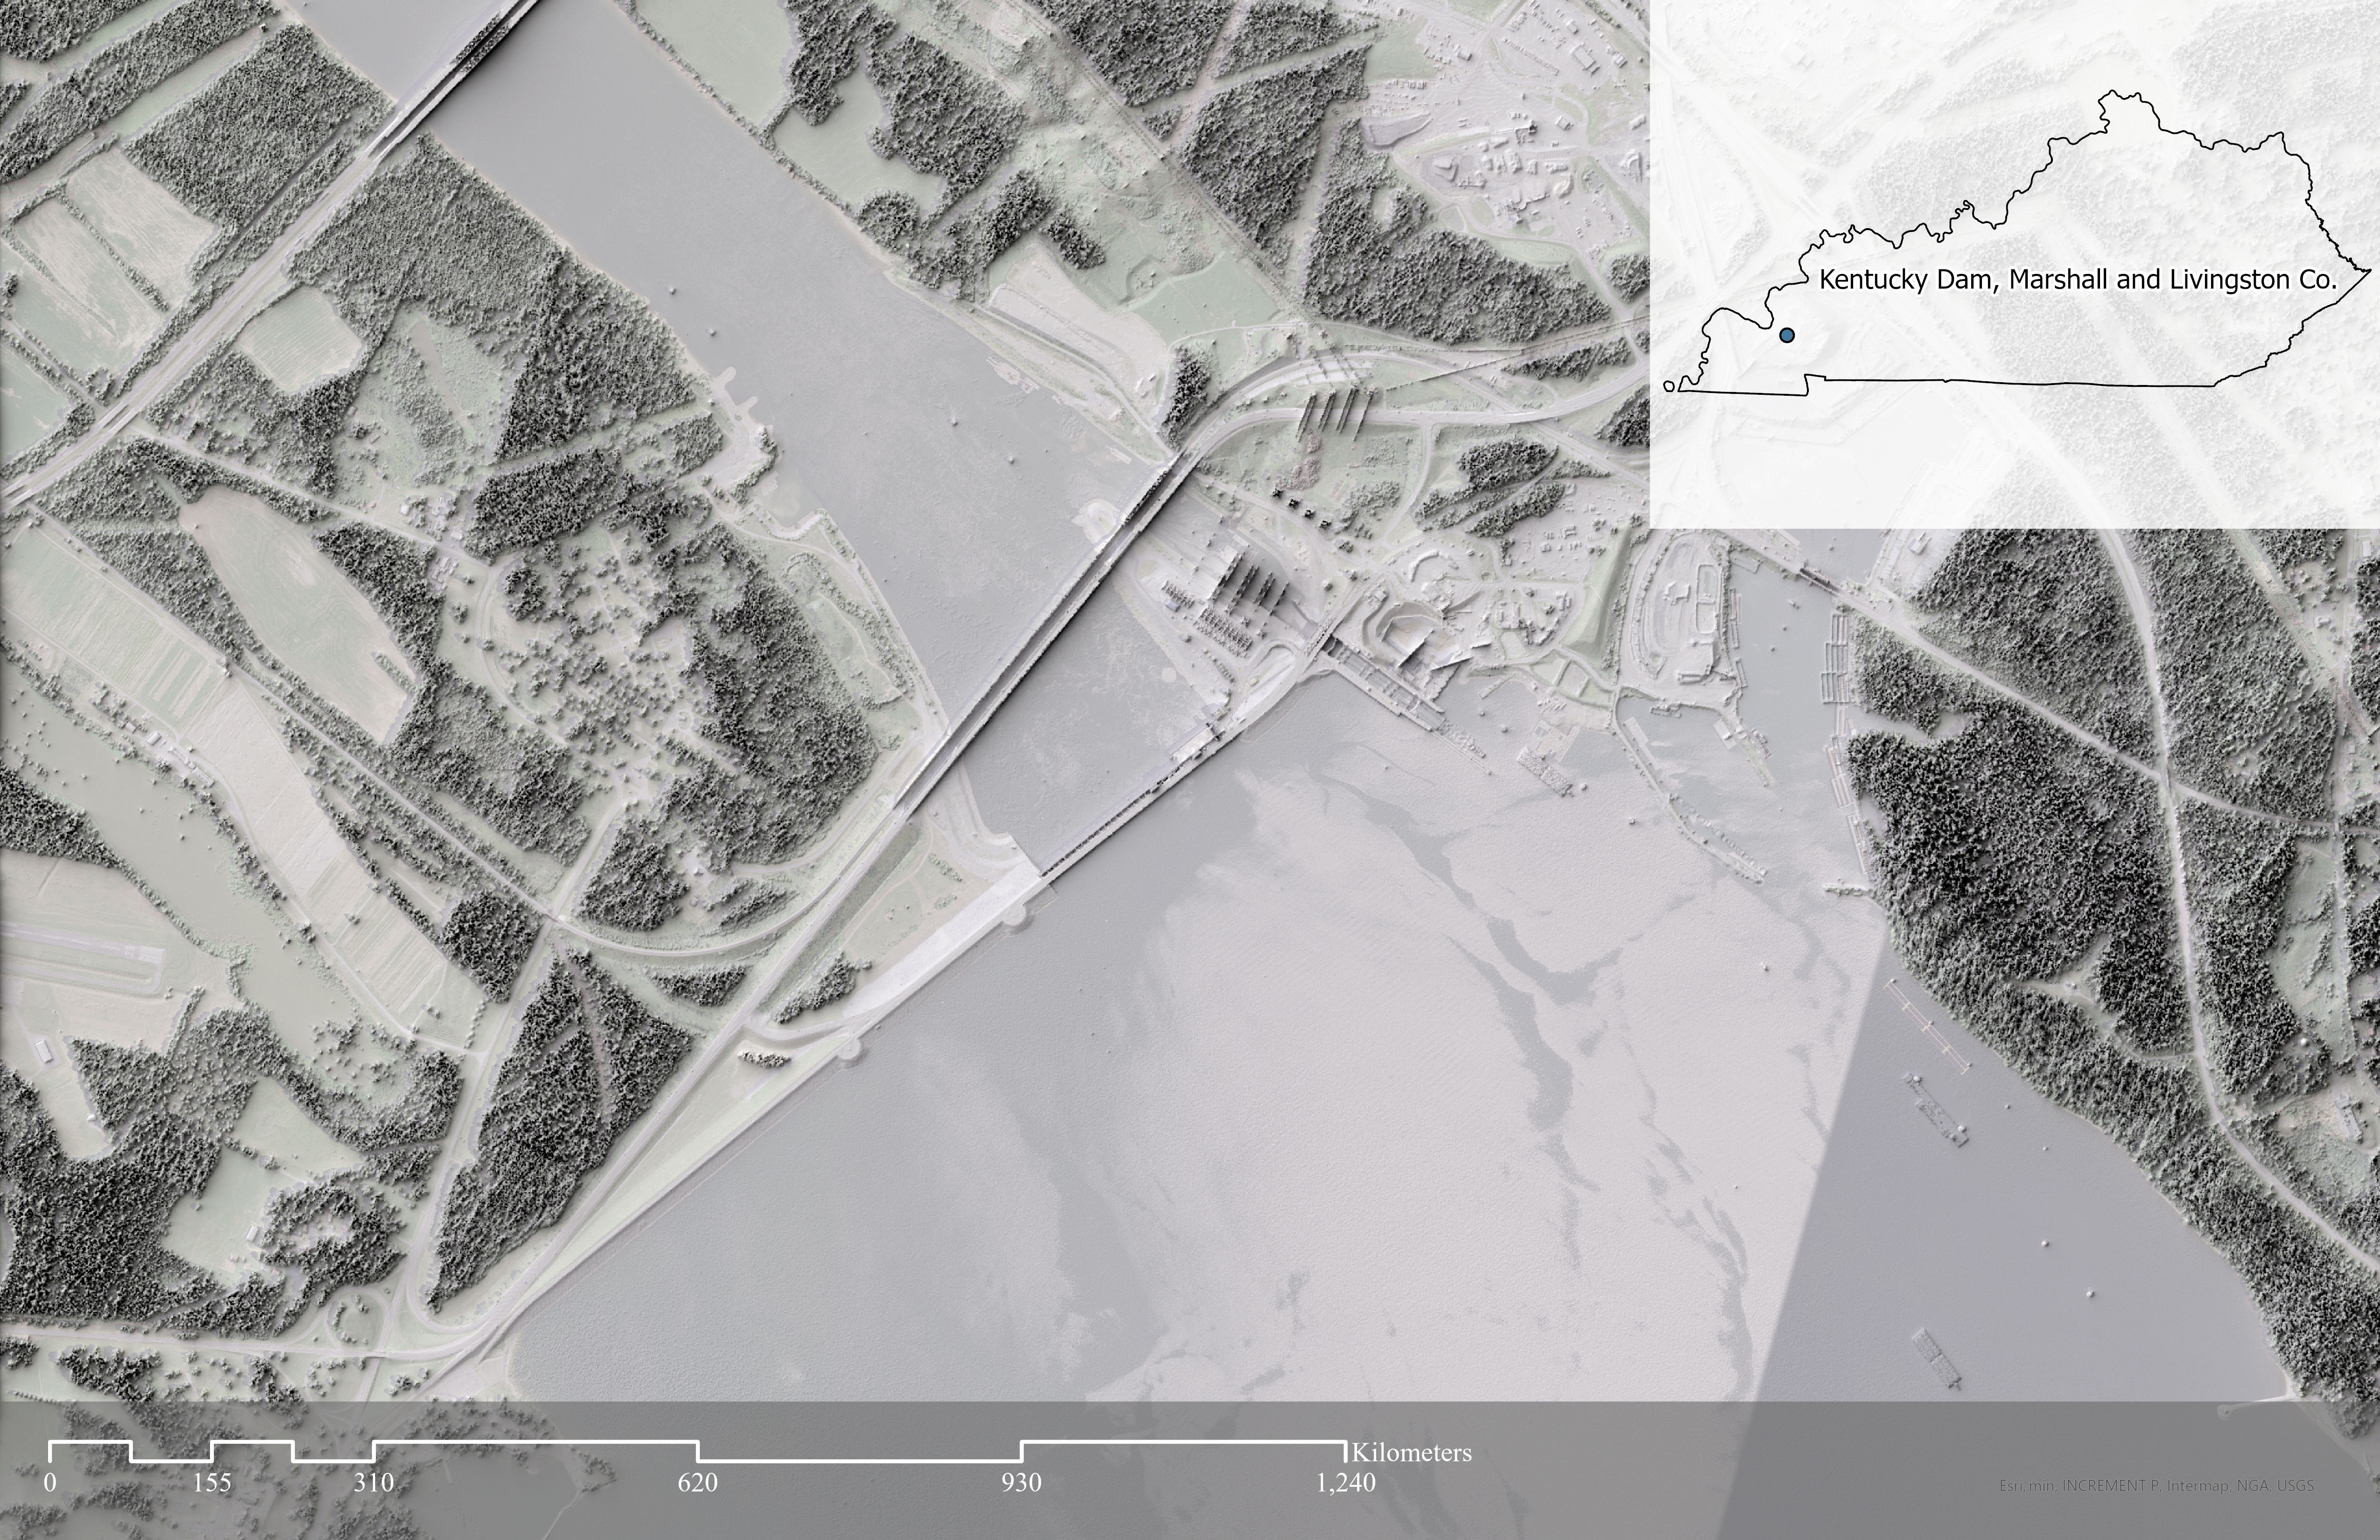 Kentucky Dam, Marshall and Livingston Co.
Kilometers
0 155 310 620 930 1,240
Esri, min, INCREMENT P, Intermap, NGA, USGS